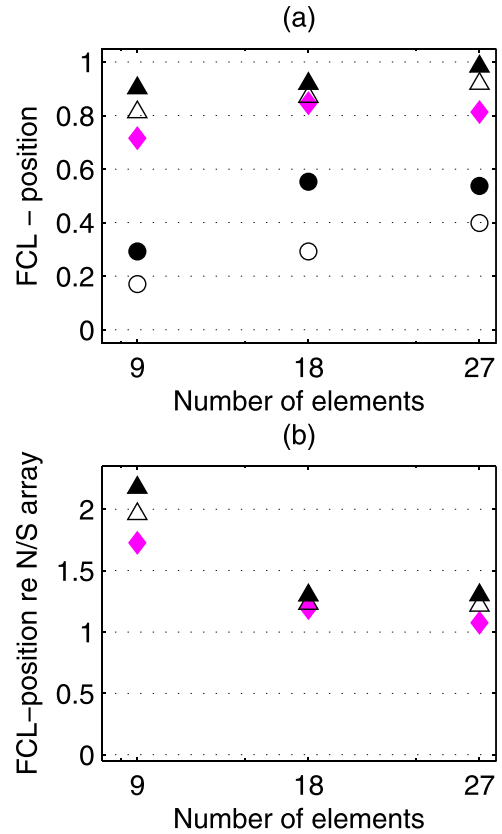 (a)
FCL – position
1
0.8
0.6
0.4
0.2
0
9 18 27
Number of elements
(b)
FCL–position re N/S array
2
1.5
1
0.5
0
9 18 27
Number of elements